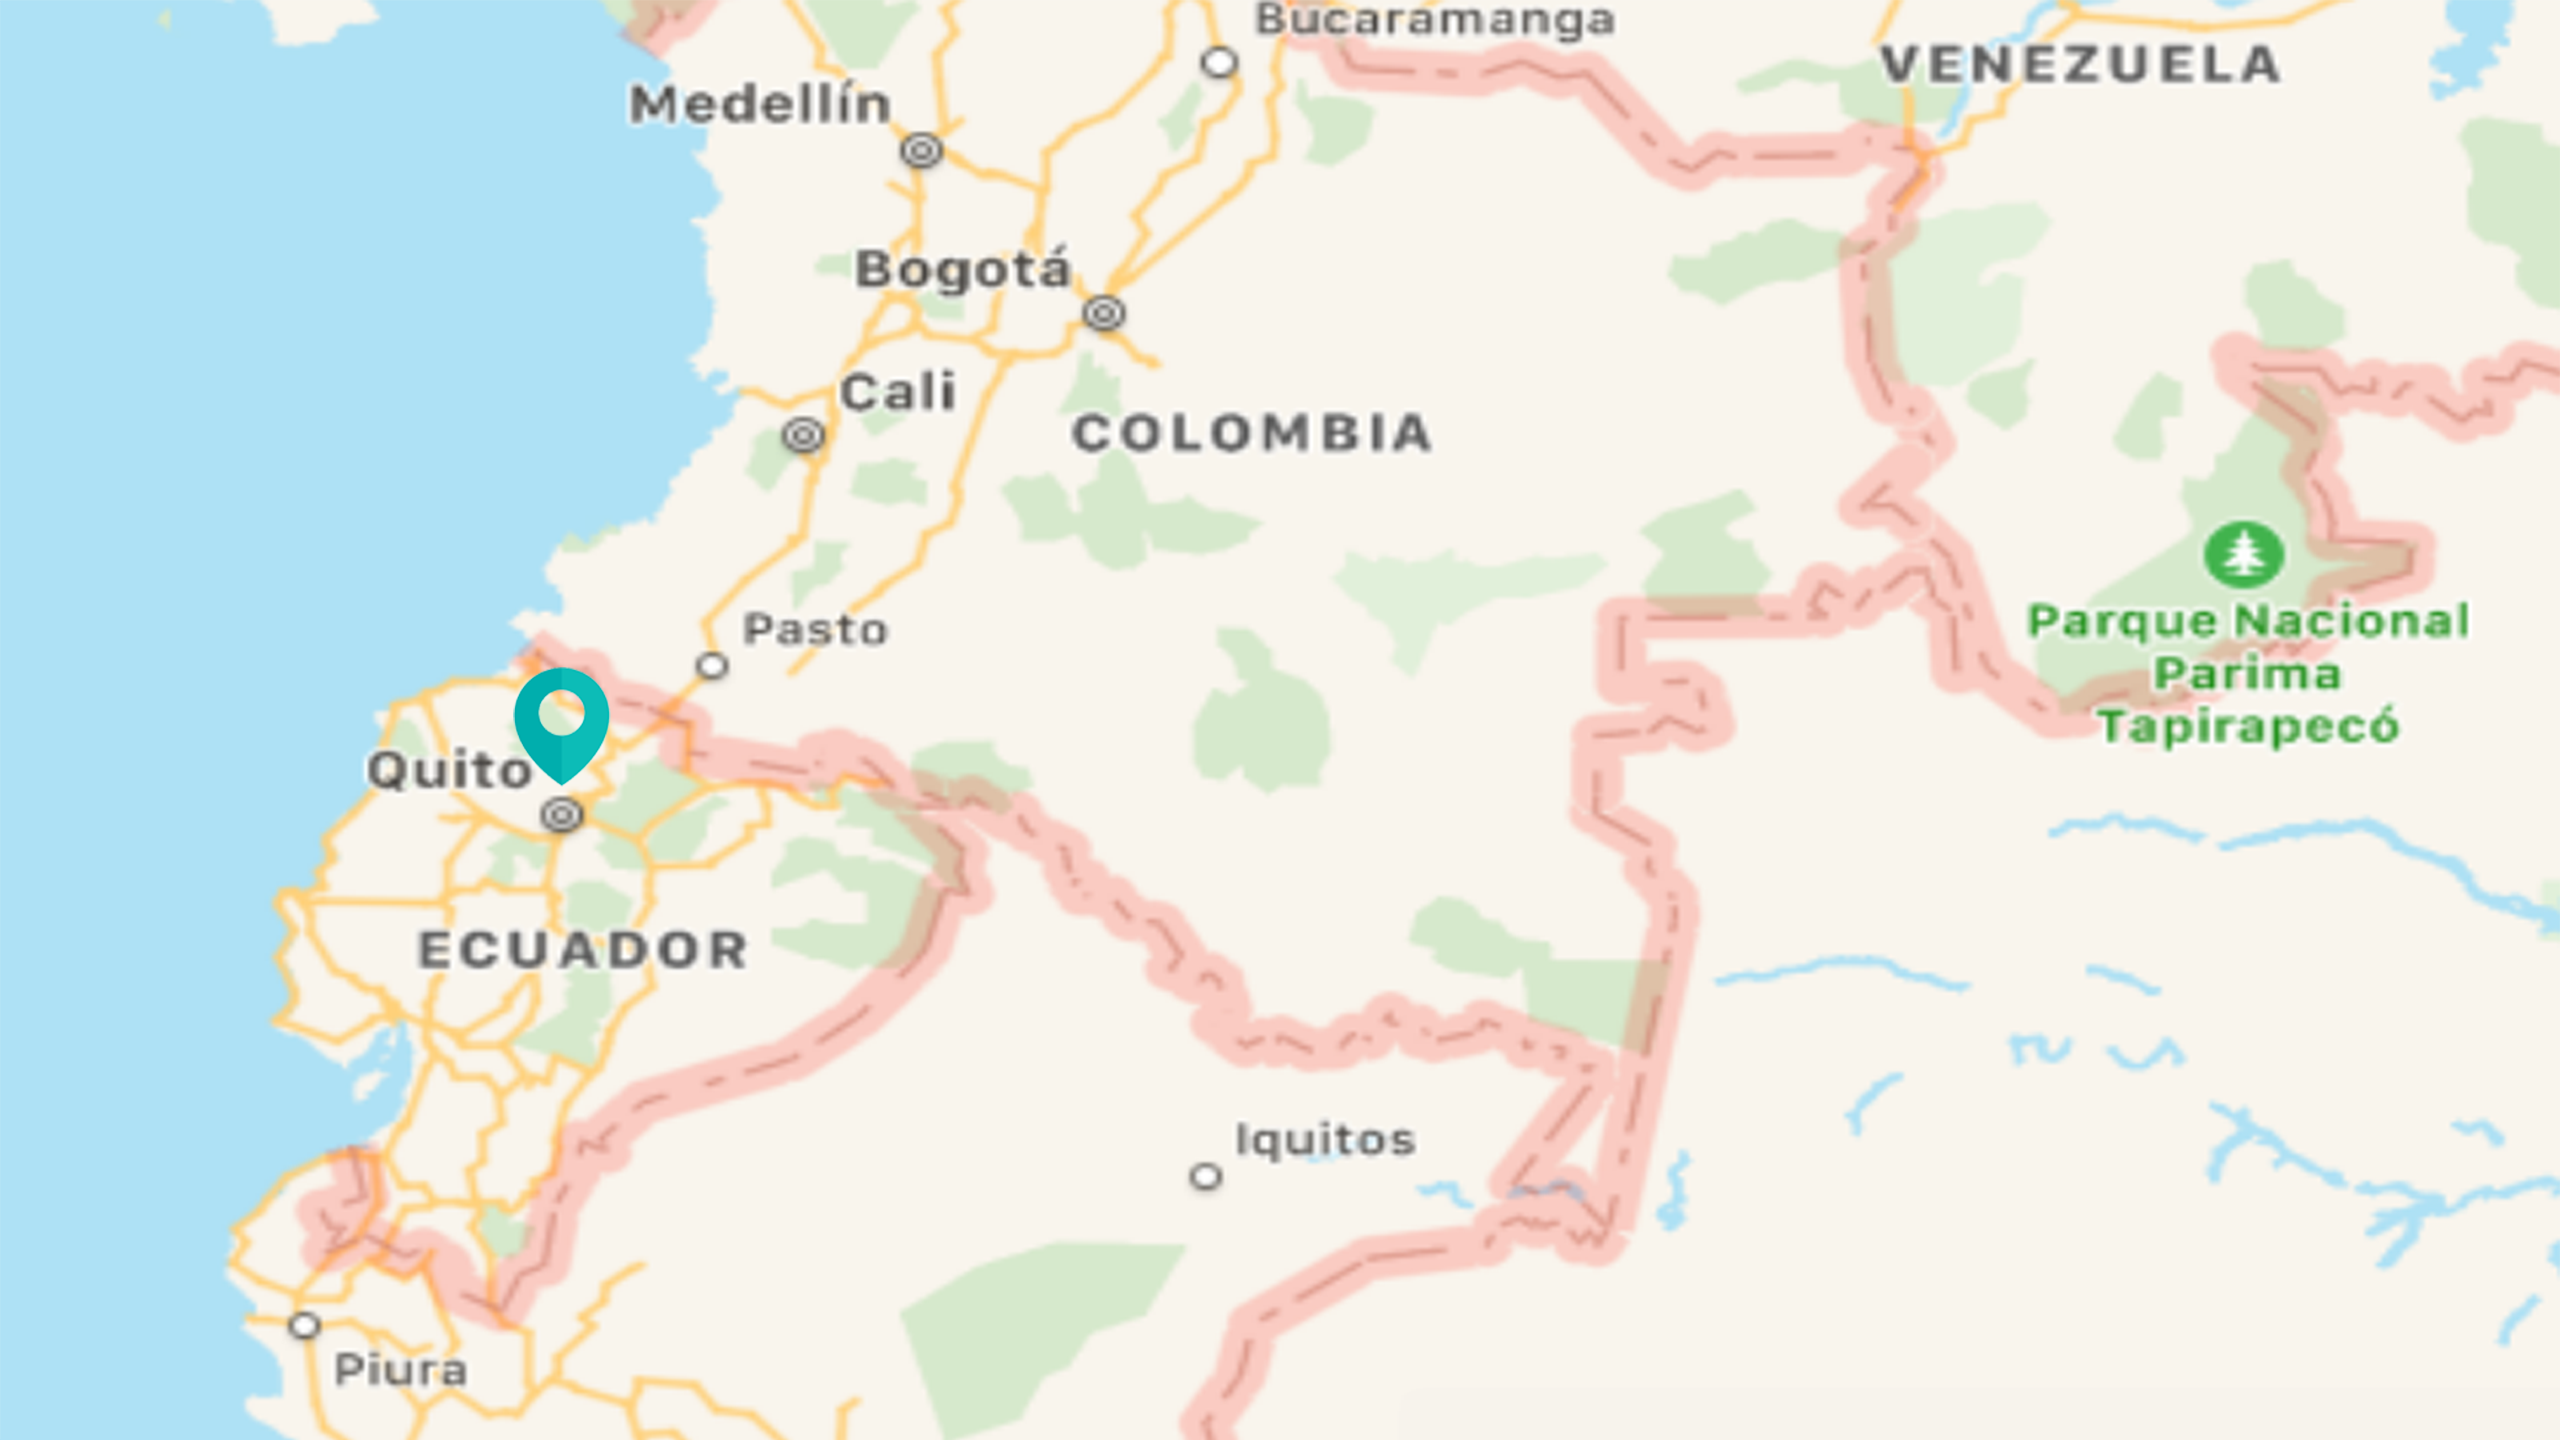 Bucaramanga
VENEZUELA
Medellín
Bogotá
Cali
COLOMBIA
Pasto
Parque Nacional
Parima
Tapirapecó
Quito
ECUADOR
Iquitos
Piura